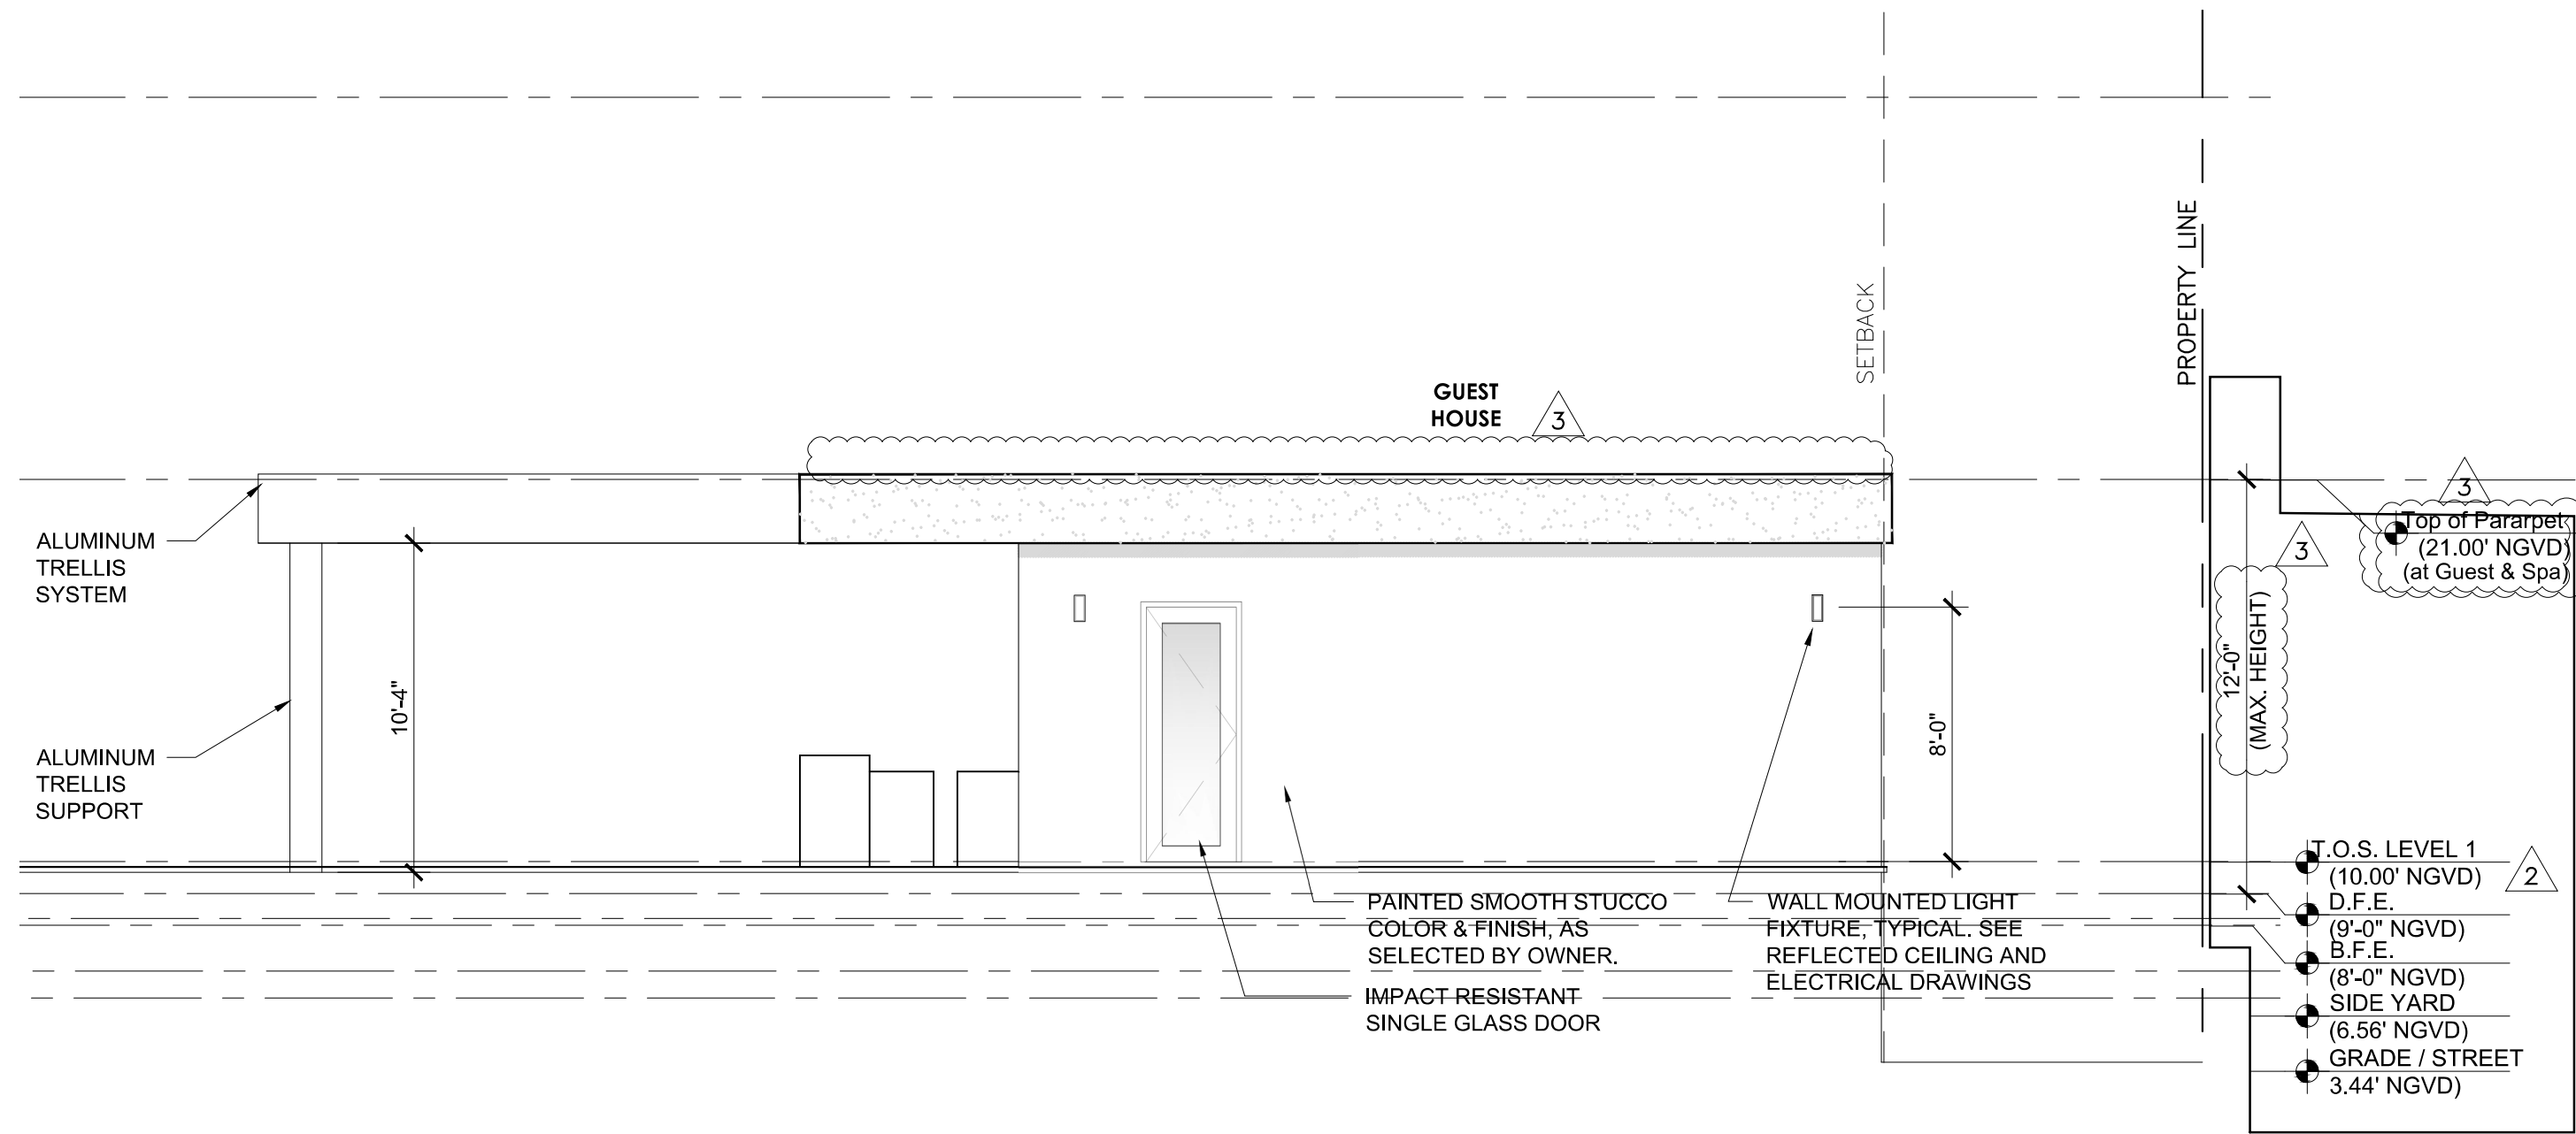 PROPERTY LINE
SETBACK
GUEST
HOUSE
3
3
Top of Pararpet
(21.00' NGVD)
(at Guest & Spa)
3
ALUMINUM
TRELLIS
SYSTEM
10'-4"
ALUMINUM
TRELLIS
SUPPORT
8'-0"
12'-0"
(MAX. HEIGHT)
T.O.S. LEVEL 1
(10.00' NGVD)
2
D.F.E.
(9'-0" NGVD)
B.F.E.
(8'-0" NGVD)
SIDE YARD
(6.56' NGVD)
GRADE / STREET
3.44' NGVD)
PAINTED SMOOTH STUCCO
COLOR & FINISH, AS
SELECTED BY OWNER.
IMPACT RESISTANT
SINGLE GLASS DOOR
WALL MOUNTED LIGHT
FIXTURE, TYPICAL. SEE
REFLECTED CEILING AND
ELECTRICAL DRAWINGS